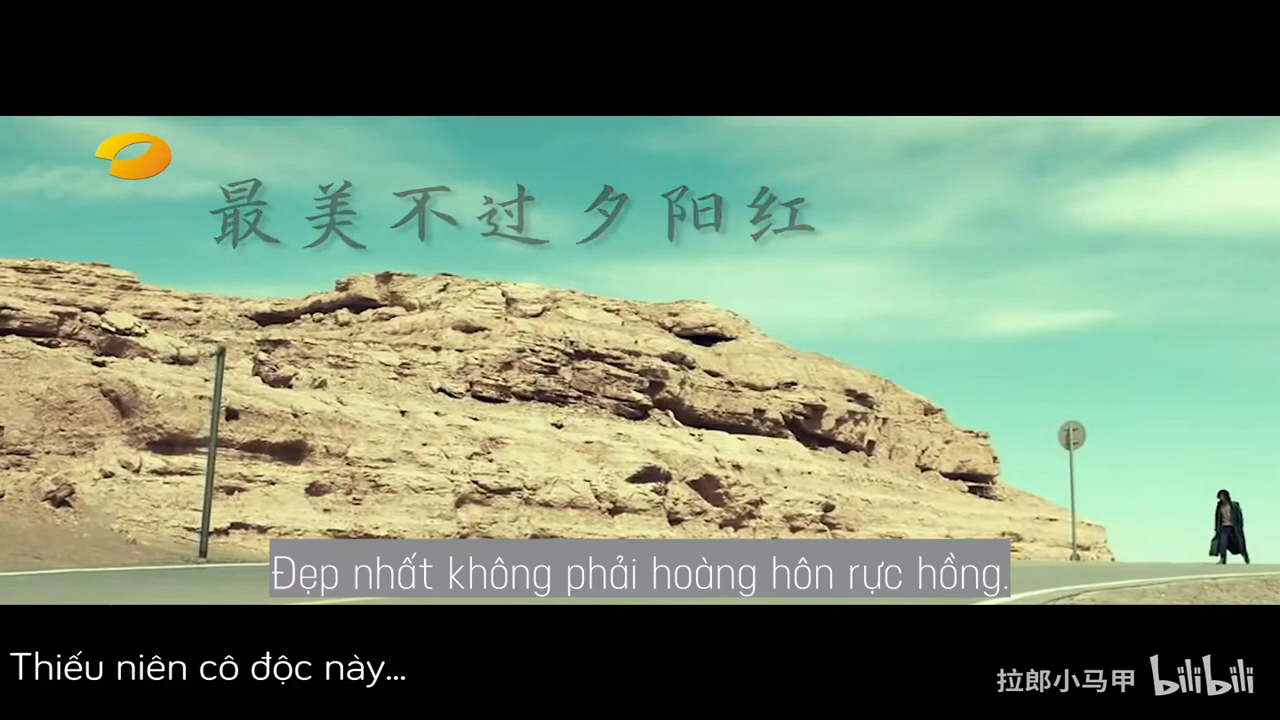 最美不过夕阳红
Đẹp nhất không phải hoàng hôn rực hồng.
Thiếu niên cô độc này...
拉郎小马甲 bilibili